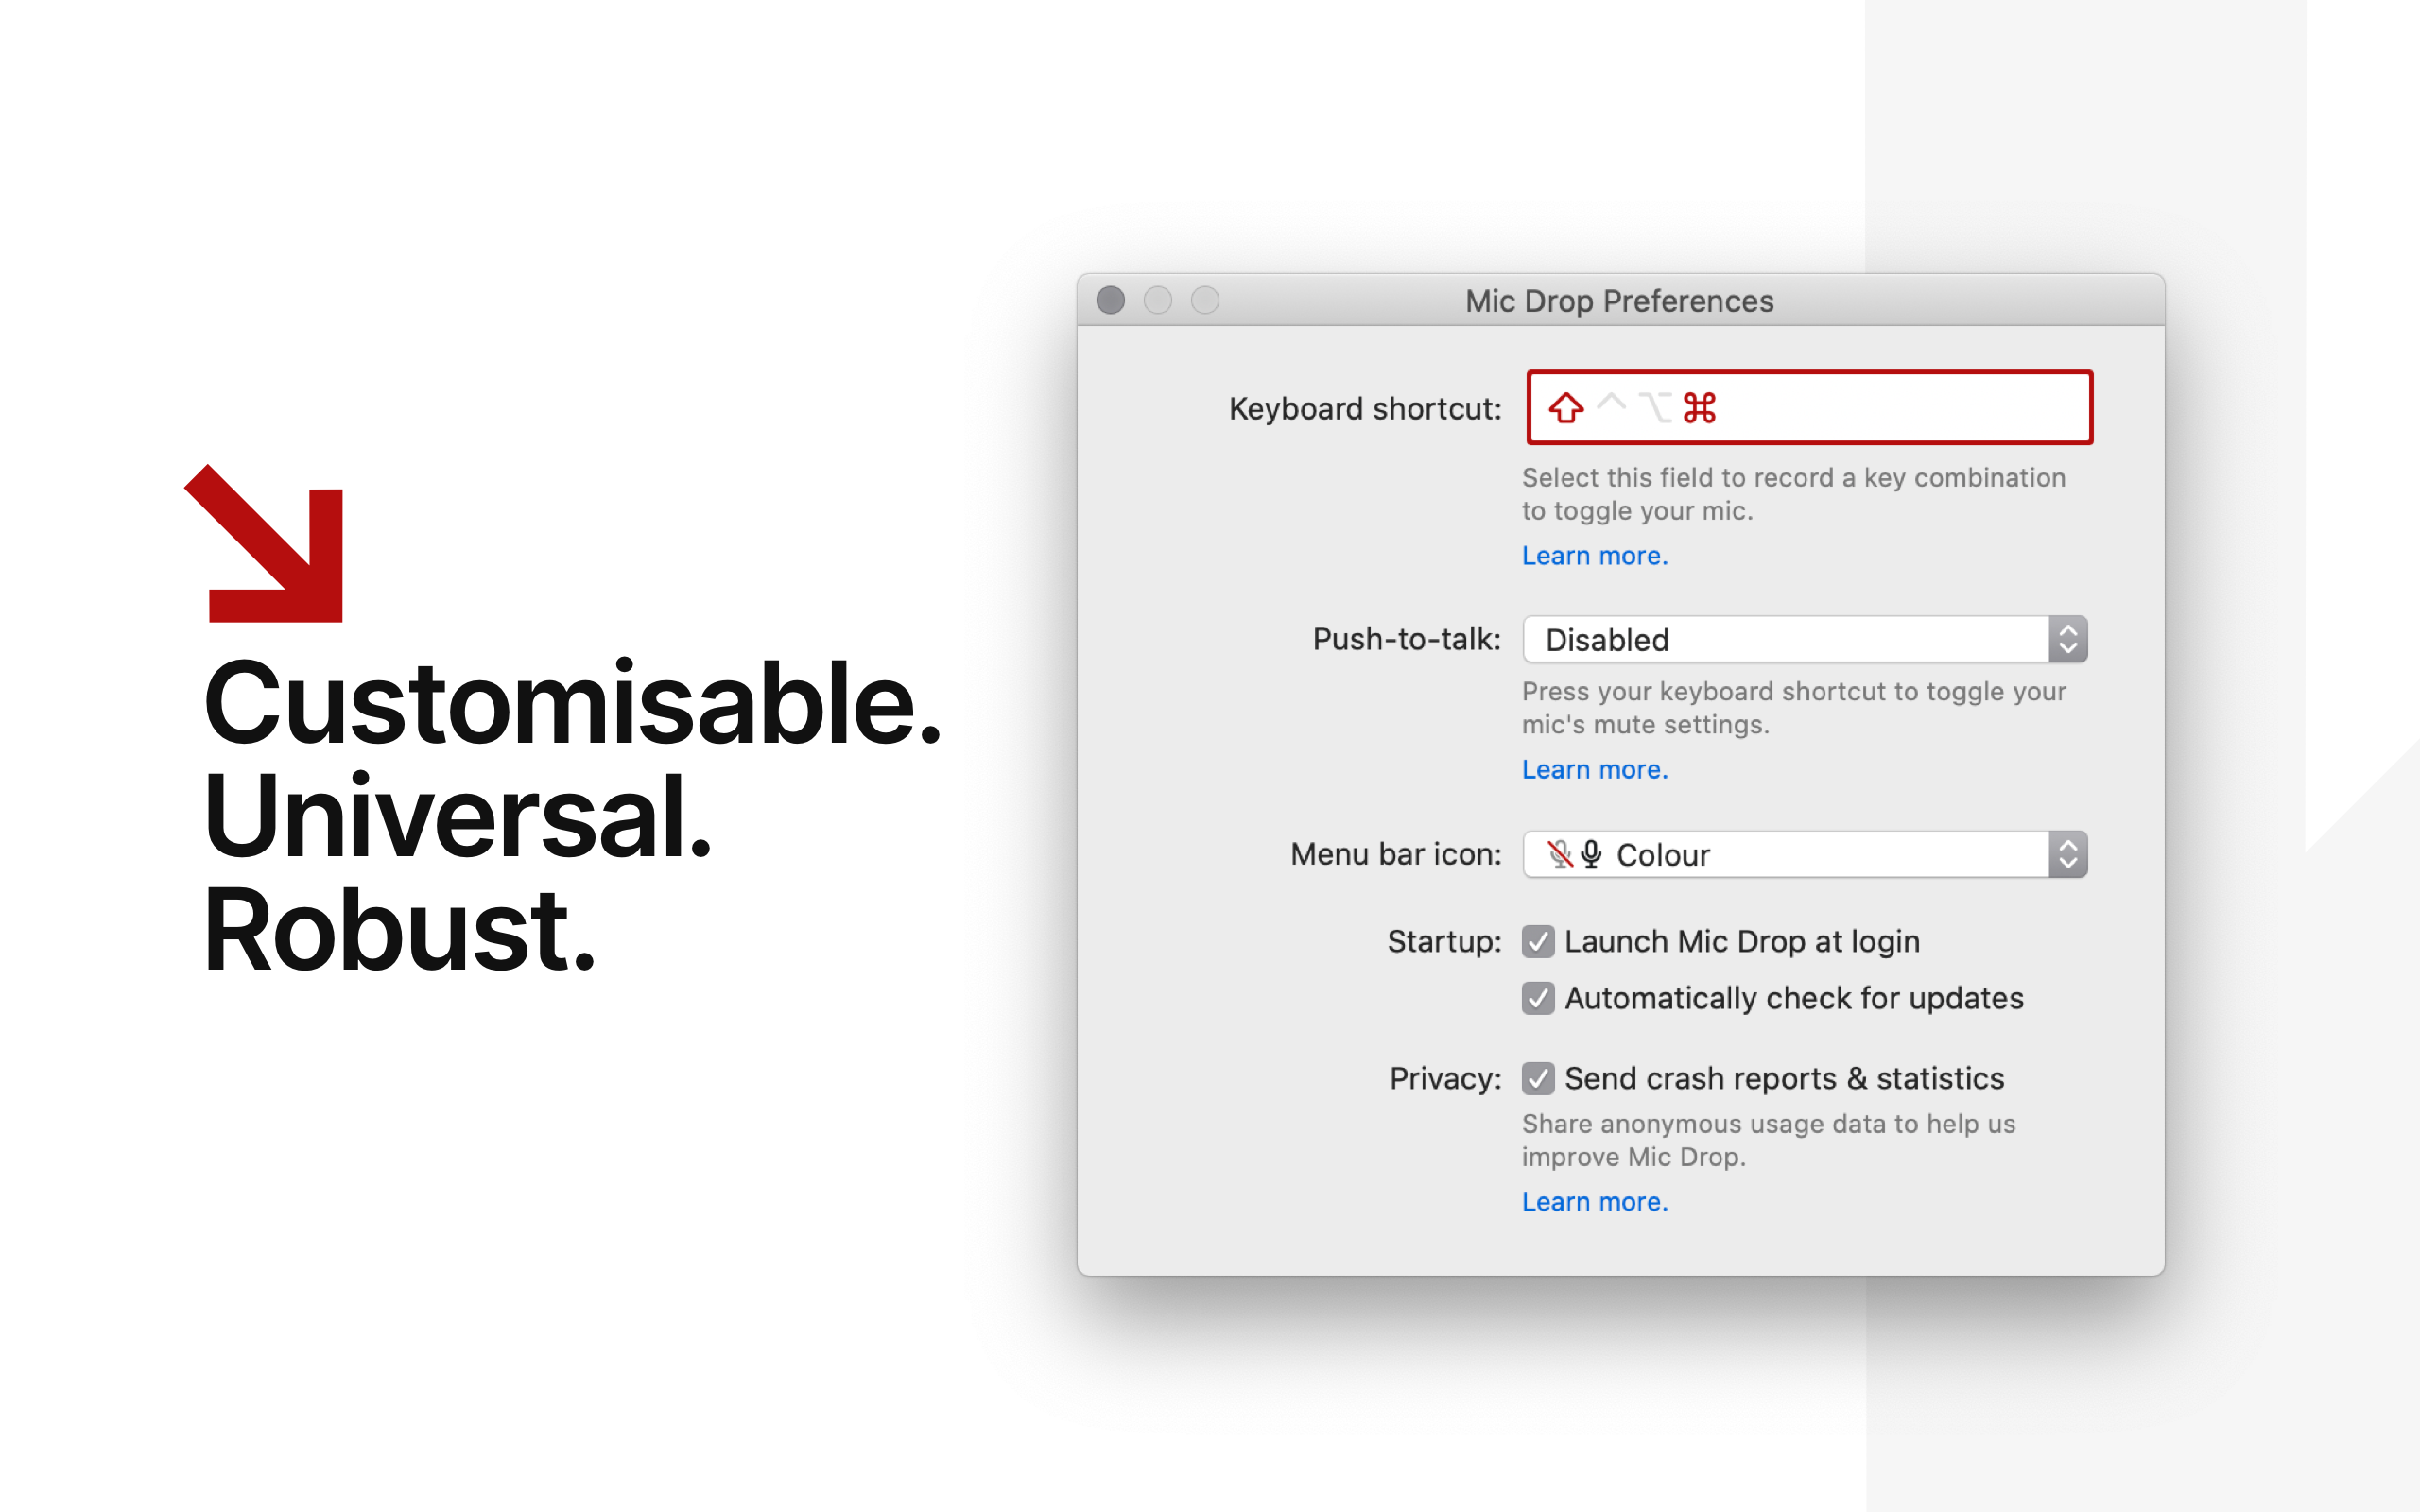 Customisable.
Universal.
Robust.
Mic Drop Preferences
Keyboard shortcut: ⇧⌃⌥⌘
Select this field to record a key combination
to toggle your mic.
Learn more.
Push-to-talk: Disabled
Press your keyboard shortcut to toggle your
mic's mute settings.
Learn more.
Menu bar icon: Colour
Startup: Launch Mic Drop at login
Automatically check for updates
Privacy: Send crash reports & statistics
Share anonymous usage data to help us
improve Mic Drop.
Learn more.